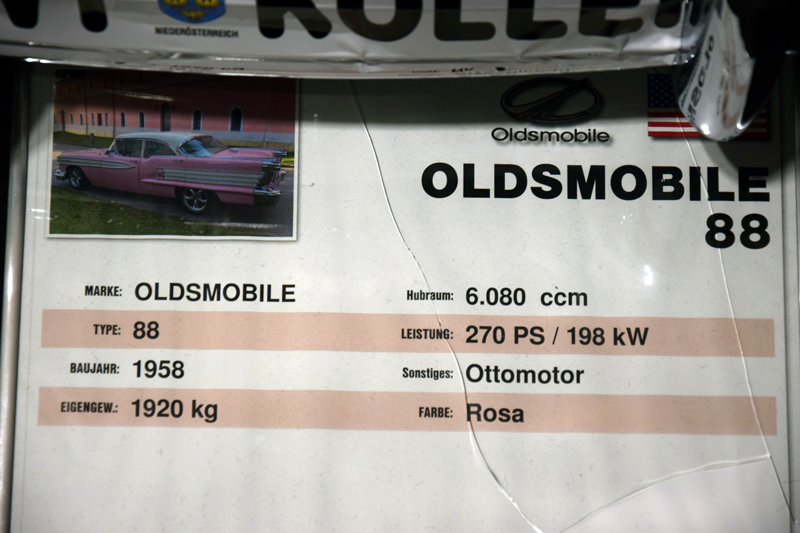 NIEDERÖSTERREICH
Oldsmobile
OLDSMOBILE
88
MARKE: OLDSMOBILE
TYPE: 88
BAUJAHR: 1958
EIGENGEW.: 1920 kg
Hubraum: 6.080 ccm
LEISTUNG: 270 PS / 198 kW
Sonstiges: Ottomotor
FARBE: Rosa